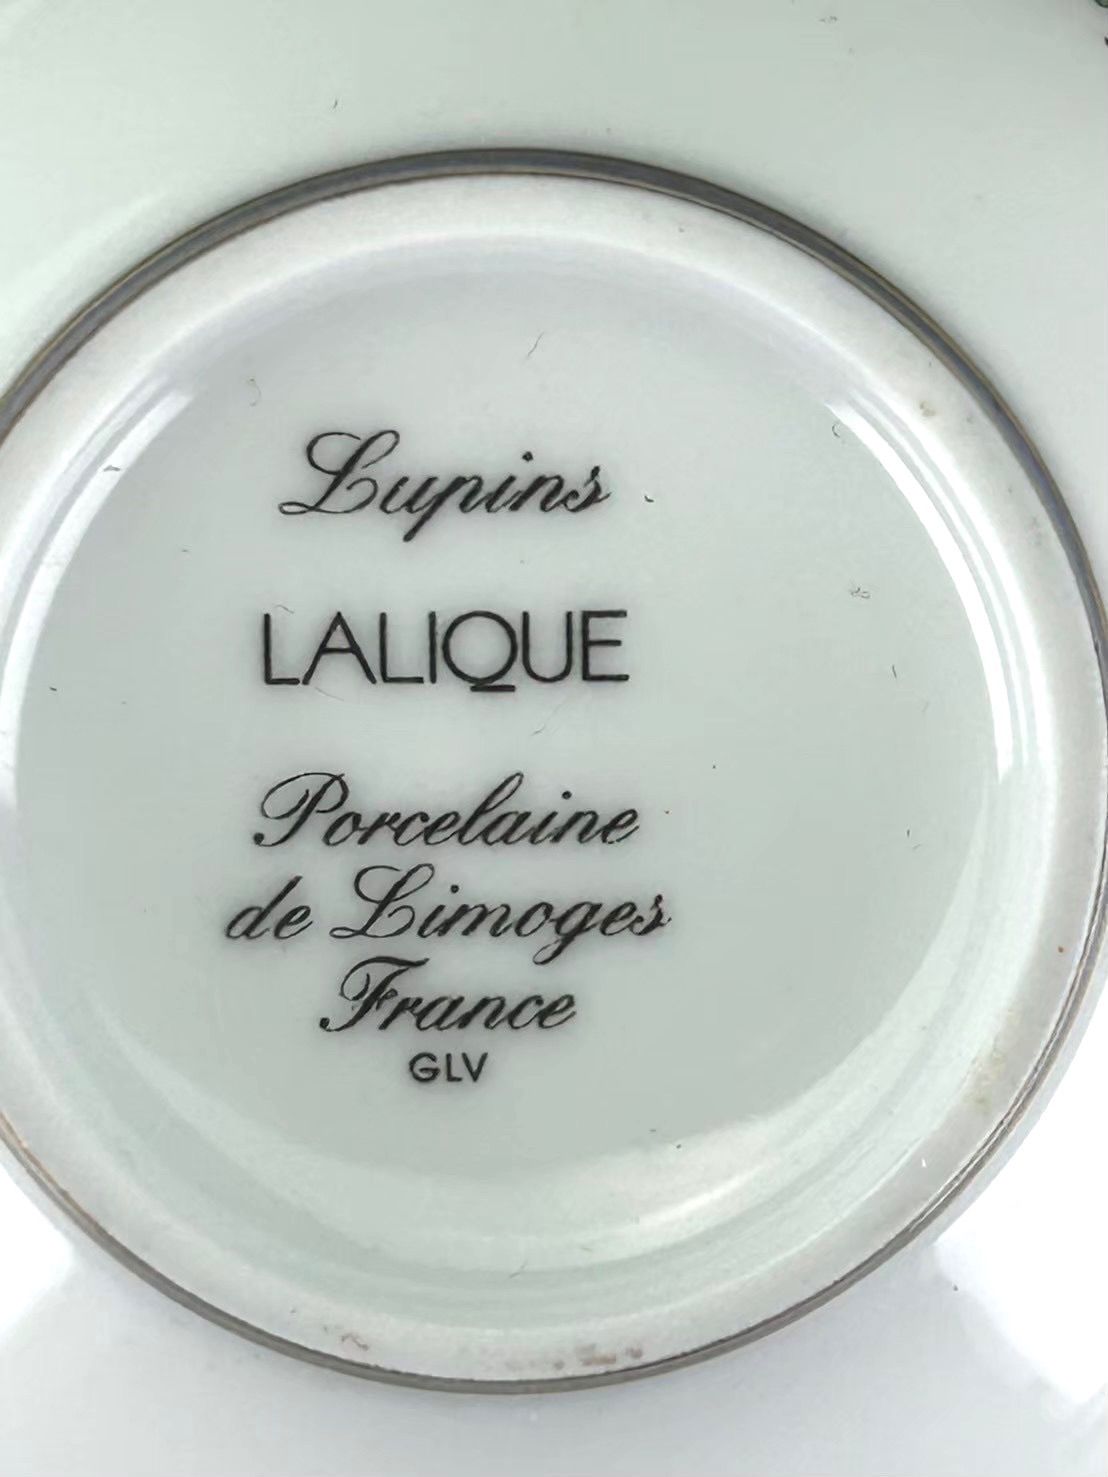 Lupins
LALIQUE
Porcelaine
de Limoges
France
GLV